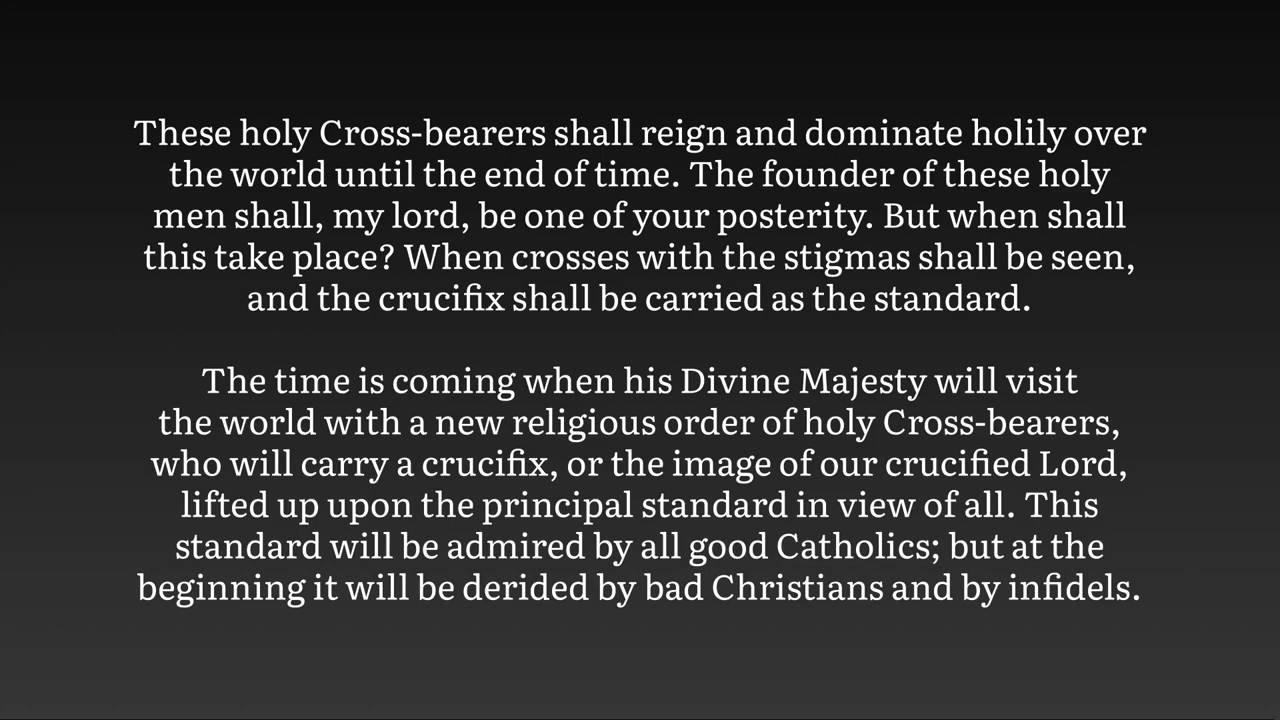 These holy Cross-bearers shall reign and dominate holily over
the world until the end of time. The founder of these holy
men shall, my lord, be one of your posterity. But when shall
this take place? When crosses with the stigmas shall be seen,
and the crucifix shall be carried as the standard.
The time is coming when his Divine Majesty will visit
the world with a new religious order of holy Cross-bearers,
who will carry a crucifix, or the image of our crucified Lord,
lifted up upon the principal standard in view of all. This
standard will be admired by all good Catholics; but at the
beginning it will be derided by bad Christians and by infidels.